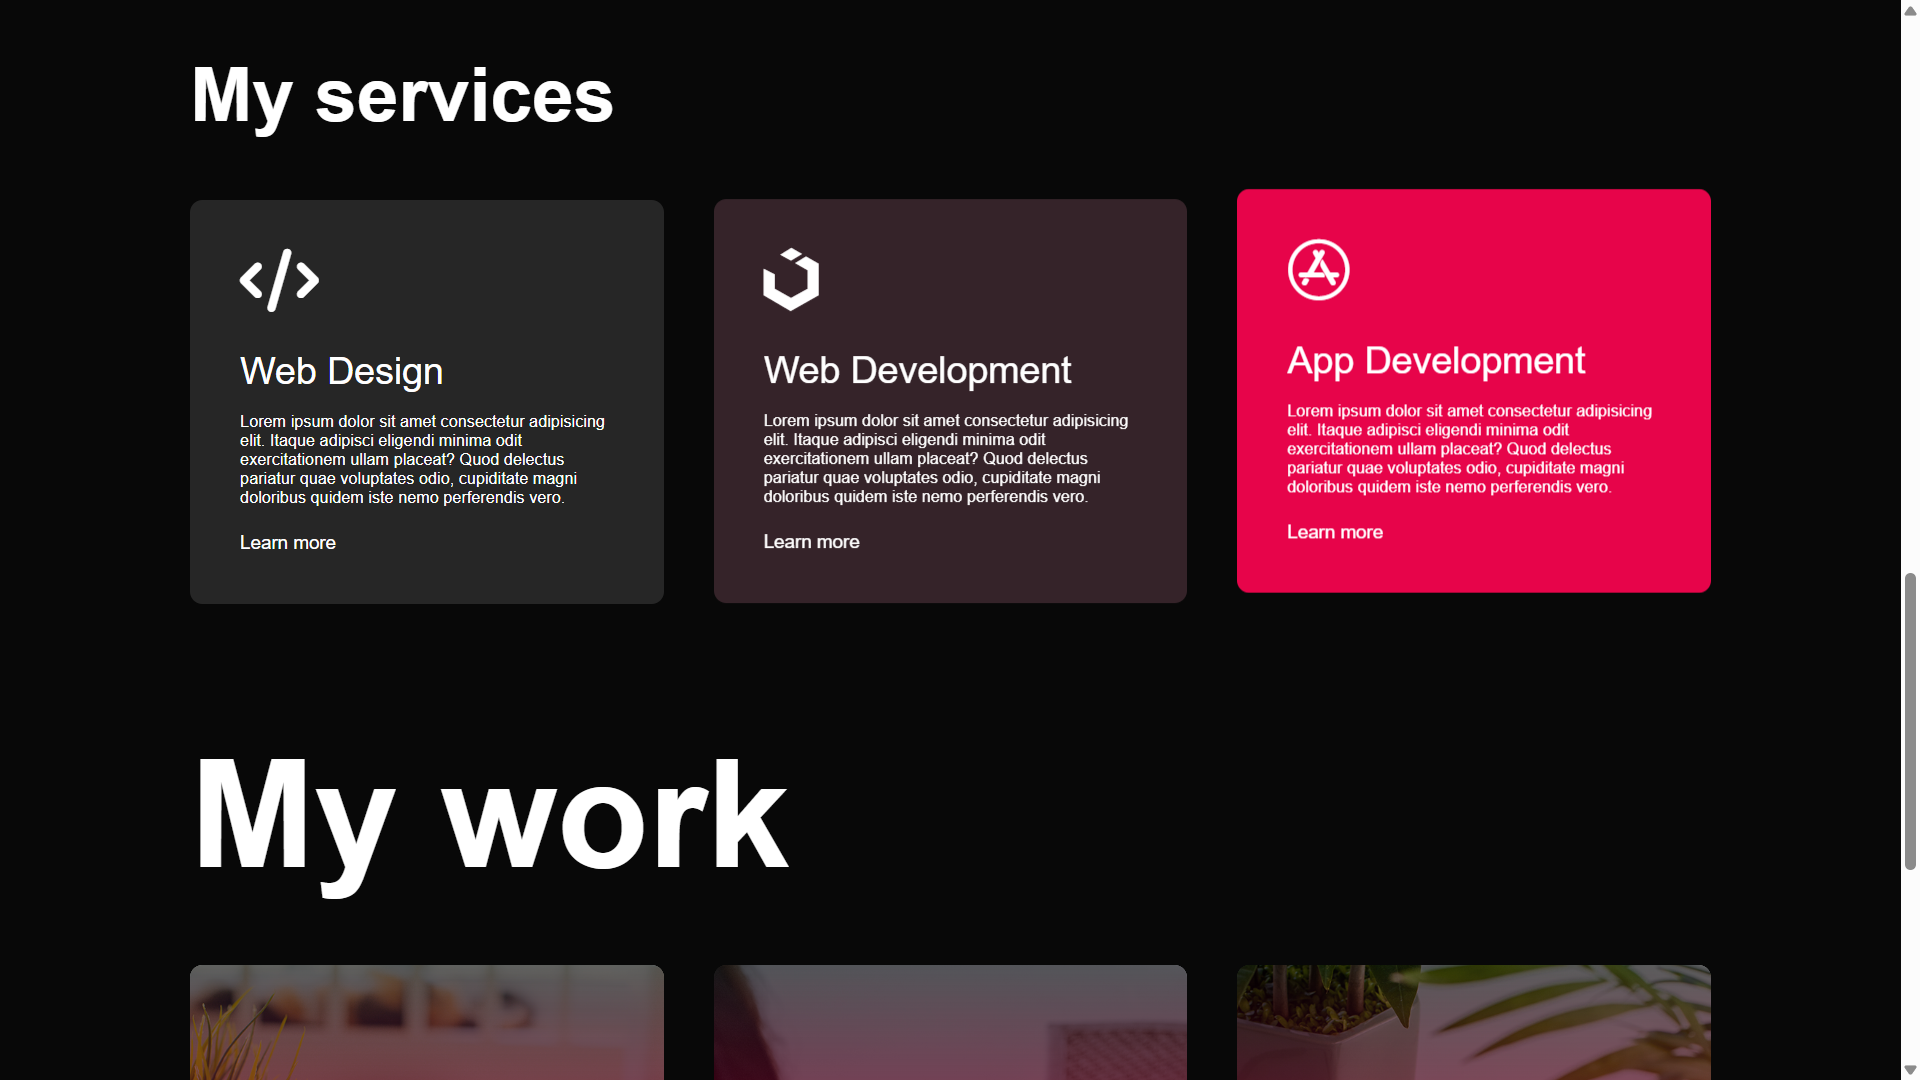 My services
Web Design
Lorem ipsum dolor sit amet consectetur adipisicing
elit. Itaque adipisci eligendi minima odit
exercitationem ullam placeat? Quod delectus
pariatur quae voluptates odio, cupiditate magni
doloribus quidem iste nemo perferendis vero.
Learn more
Web Development
Lorem ipsum dolor sit amet consectetur adipisicing
elit. Itaque adipisci eligendi minima odit
exercitationem ullam placeat? Quod delectus
pariatur quae voluptates odio, cupiditate magni
doloribus quidem iste nemo perferendis vero.
Learn more
App Development
Lorem ipsum dolor sit amet consectetur adipisicing
elit. Itaque adipisci eligendi minima odit
exercitationem ullam placeat? Quod delectus
pariatur quae voluptates odio, cupiditate magni
doloribus quidem iste nemo perferendis vero.
Learn more
My work